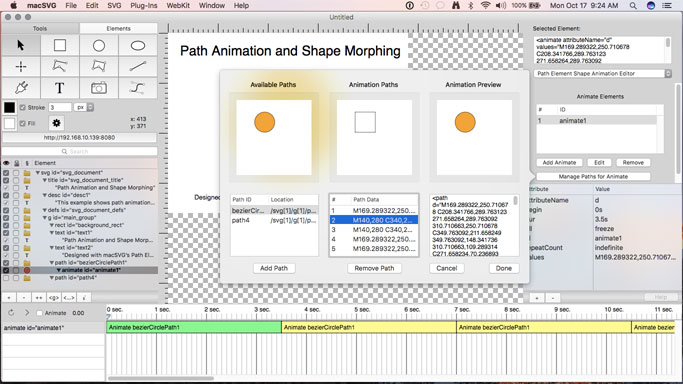 macSVG File Edit SVG Plug-Ins WebKit Window Help
100% Mon Oct 17 9:24 AM
Untitled
Tools Elements
Stroke 3 px
Fill
x: 413
y: 371
http://192.168.10.139:8080
Search
Element
svg id="svg_document"
title id="svg_document_title"
"Path Animation and Shape Morphing"
desc id="desc1"
"This example shows path animation
defs id="svg_document_defs"
g id="main_group"
rect id="background_rect"
text id="text1"
"Path Animation and Shape Morphing"
text id="text2"
"Designed with macSVG's Path El
path id="bezierCirclePath1"
animate id="animate1"
path id="path4"
Path Animation and Shape Morphing
Designe
Available Paths Animation Paths Animation Preview
Path ID Location
bezierCir... /svg[1]/g[1]/p...
path4 /svg[1]/g[1]/p...
# Path Data
1 M169.289322,250....
2 M140,280 C340,2...
3 M140,280 C340,2...
4 M140,280 C340,2...
5 M169.289322,250....
<path
d="M169.289322,250.71067
8 C208.341766,289.763123
271.658264,289.763092
310.710663,250.710678
C349.763092,211.658249
349.763092,148.341736
310.710632,109.289314
C271.658234,70.236893
Add Path Remove Path Cancel Done
Selected Element:
<animate attributeName="d"
values="M169.289322,250.710678
C208.341766,289.763123
271.658264,289.763092
Path Element Shape Animation Editor
Animate Elements
# ID
1 animate1
Add Animate Edit Remove
Manage Paths for Animate
Attribute Value
attributeName d
begin 0s
dur 3.5s
fill freeze
id animate1
repeatCount indefinite
values M169.289322,250.71067...
Help
Animate 0.00
0 sec. 1 sec. 2 sec. 3 sec. 4 sec. 5 sec. 6 sec. 7 sec. 8 sec. 9 sec. 10 sec. 11 sec.
animate id="animate1" Animate bezierCirclePath1 Animate bezierCirclePath1 Animate bezierCirclePath1 Animate bezier